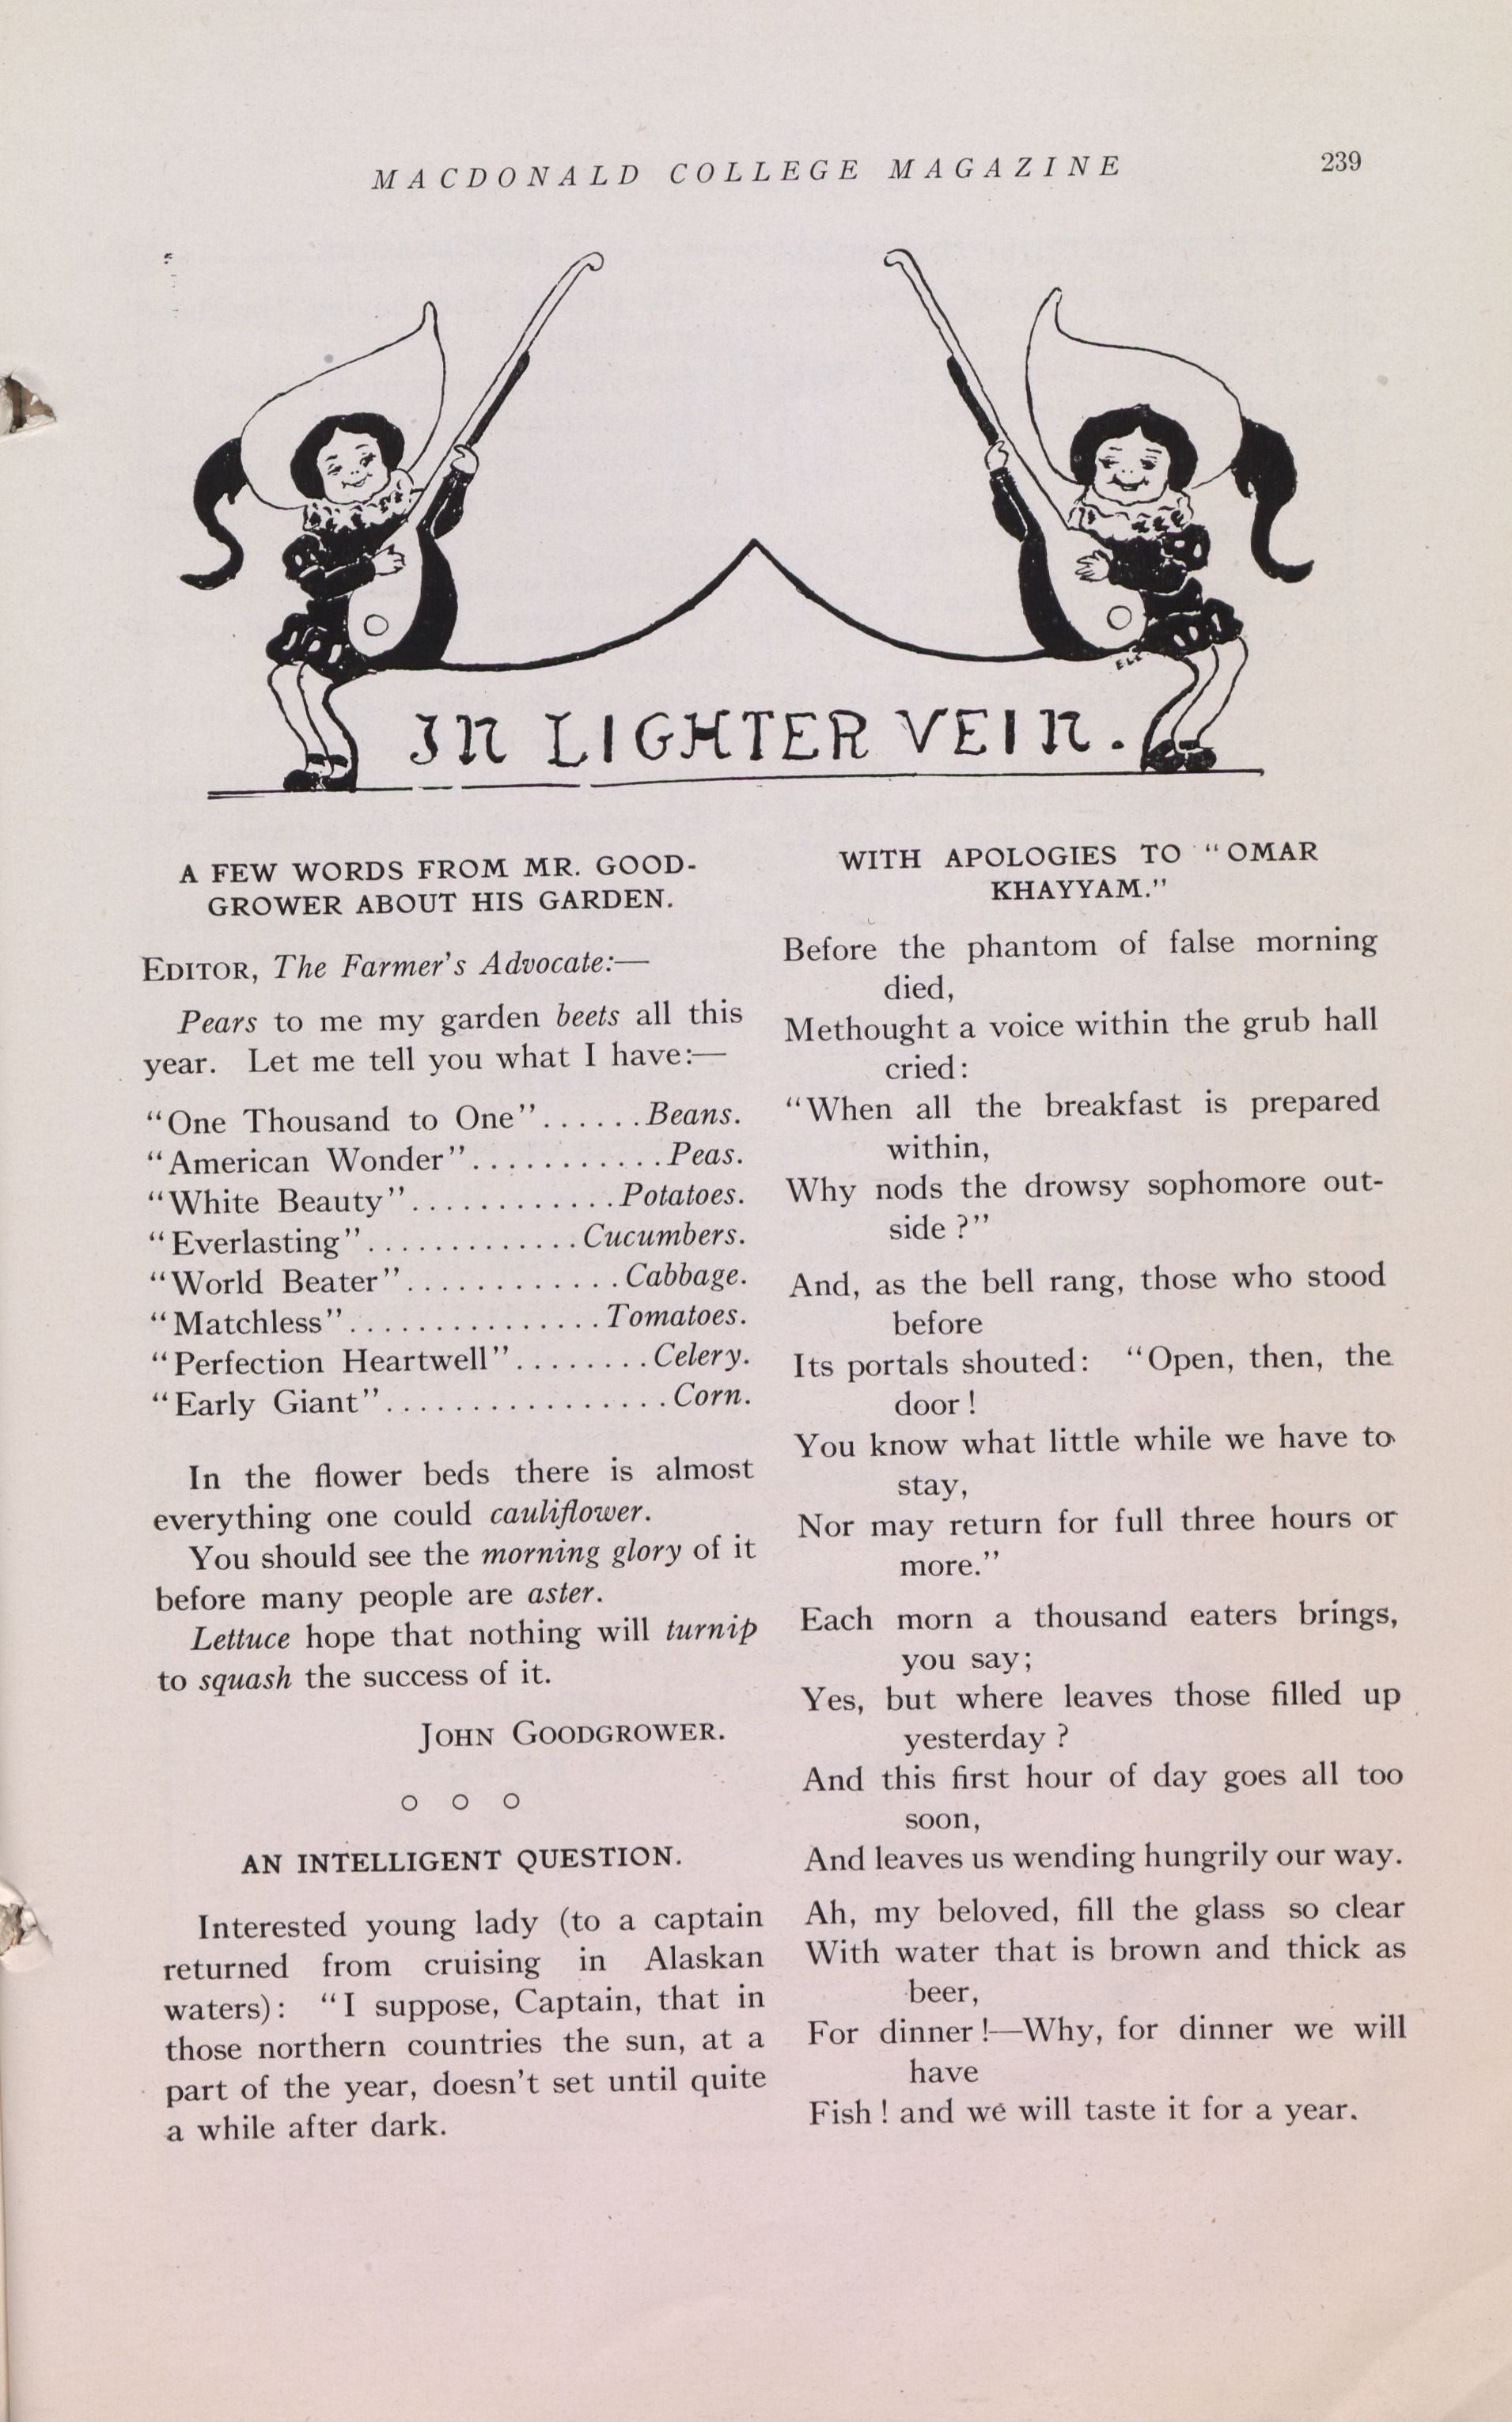 MACDONALD COLLEGE MAGAZINE 239
IN LIGHTER VEIN.
A FEW WORDS FROM MR. GOOD-
GROWER ABOUT HIS GARDEN.
EDITOR, The Farmer's Advocate:—
Pears to me my garden beets all this
year. Let me tell you what I have:—
“One Thousand to One”......Beans.
“American Wonder”...........Peas.
“White Beauty”............Potatoes.
“Everlasting”.............Cucumbers.
“World Beater”............Cabbage.
“Matchless”...............Tomatoes.
“Perfection Heartwell”........Celery.
“Early Giant”................Corn.
In the flower beds there is almost
everything one could cauliflower.
You should see the morning glory of it
before many people are aster.
Lettuce hope that nothing will turnip
to squash the success of it.
JOHN GOODGROWER.
AN INTELLIGENT QUESTION.
Interested young lady (to a captain
returned from cruising in Alaskan
waters): “I suppose, Captain, that in
those northern countries the sun, at a
part of the year, doesn't set until quite
a while after dark.
WITH APOLOGIES TO “OMAR
KHAYYAM.”
Before the phantom of false morning
died,
Methought a voice within the grub hall
cried:
“When all the breakfast is prepared
within,
Why nods the drowsy sophomore out-
side ?”
And, as the bell rang, those who stood
before
Its portals shouted: “Open, then, the
door !
You know what little while we have to
stay,
Nor may return for full three hours or
more.”
Each morn a thousand eaters brings,
you say;
Yes, but where leaves those filled up
yesterday ?
And this first hour of day goes all too
soon,
And leaves us wending hungrily our way.
Ah, my beloved, fill the glass so clear
With water that is brown and thick as
beer,
For dinner !—Why, for dinner we will
have
Fish ! and we will taste it for a year.